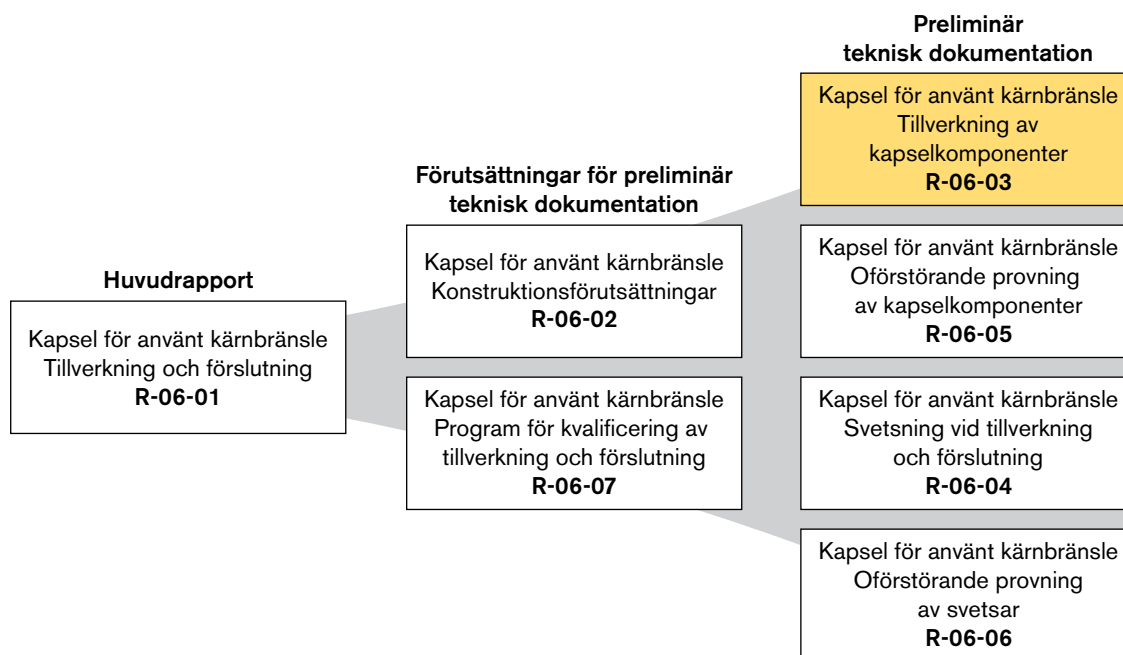 Huvudrapport
Kapsel för använt kärnbränsle
Tillverkning och förslutning
R-06-01
Förutsättningar för preliminär
teknisk dokumentation
Kapsel för använt kärnbränsle
Konstruktionsförutsättningar
R-06-02
Kapsel för använt kärnbränsle
Program för kvalificering av
tillverkning och förslutning
R-06-07
Preliminär
teknisk dokumentation
Kapsel för använt kärnbränsle
Tillverkning av
kapselkomponenter
R-06-03
Kapsel för använt kärnbränsle
Oförstörande provning
av kapselkomponenter
R-06-05
Kapsel för använt kärnbränsle
Svetsning vid tillverkning
och förslutning
R-06-04
Kapsel för använt kärnbränsle
Oförstörande provning
av svetsar
R-06-06